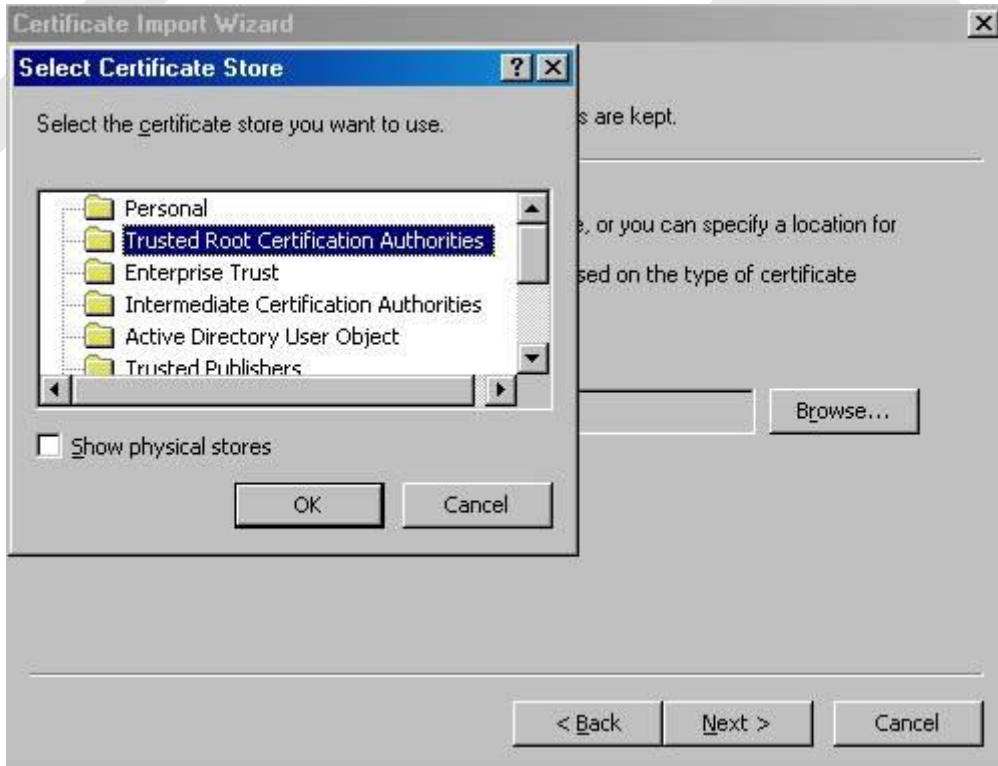 Certificate Import Wizard
Select Certificate Store
Select the certificate store you want to use.
s are kept.
Personal
Trusted Root Certification Authorities
Enterprise Trust
Intermediate Certification Authorities
Active Directory User Object
Trusted Publishers
, or you can specify a location for
sed on the type of certificate
Browse...
Show physical stores
OK
Cancel
< Back
Next >
Cancel